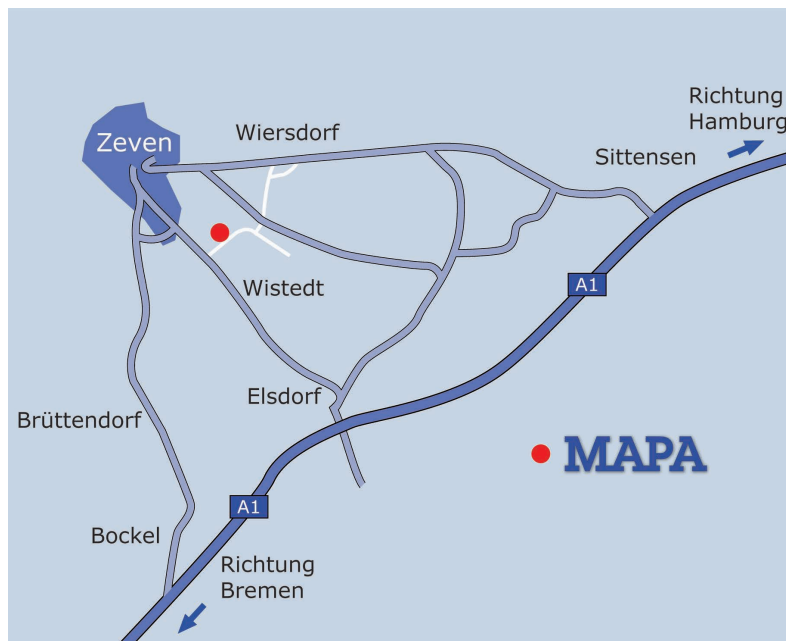 Richtung
Hamburg
Zeven
Wiersdorf
Sittensen
A1
Wistedt
Elsdorf
Brüttendorf
MAPA
A1
Bockel
Richtung
Bremen